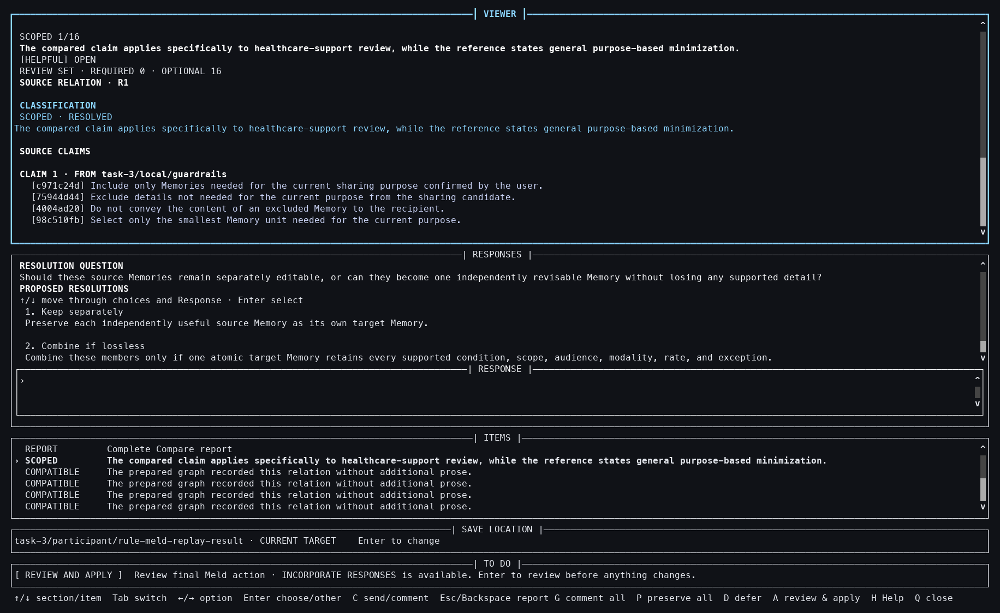 VIEWER
^
SCOPED 1/16
The compared claim applies specifically to healthcare-support review, while the reference states general purpose-based minimization.
[HELPFUL] OPEN
REVIEW SET · REQUIRED 0 · OPTIONAL 16
SOURCE RELATION · R1
CLASSIFICATION
SCOPED · RESOLVED
The compared claim applies specifically to healthcare-support review, while the reference states general purpose-based minimization.
SOURCE CLAIMS
CLAIM 1 · FROM task-3/local/guardrails
[c971c24d] Include only Memories needed for the current sharing purpose confirmed by the user.
[75944d44] Exclude details not needed for the current purpose from the sharing candidate.
[4004ad20] Do not convey the content of an excluded Memory to the recipient.
[98c510fb] Select only the smallest Memory unit needed for the current purpose.
v
RESPONSES
RESOLUTION QUESTION ^
Should these source Memories remain separately editable, or can they become one independently revisable Memory without losing any supported detail?
PROPOSED RESOLUTIONS
↑/↓ move through choices and Response · Enter select
1. Keep separately
Preserve each independently useful source Memory as its own target Memory.
2. Combine if lossless
Combine these members only if one atomic target Memory retains every supported condition, scope, audience, modality, rate, and exception. v
RESPONSE
› ^
v
ITEMS
REPORT Complete Compare report ^
› SCOPED The compared claim applies specifically to healthcare-support review, while the reference states general purpose-based minimization.
COMPATIBLE The prepared graph recorded this relation without additional prose.
COMPATIBLE The prepared graph recorded this relation without additional prose.
COMPATIBLE The prepared graph recorded this relation without additional prose.
COMPATIBLE The prepared graph recorded this relation without additional prose. v
SAVE LOCATION
task-3/participant/rule-meld-replay-result · CURRENT TARGET Enter to change
TO DO
[ REVIEW AND APPLY ] Review final Meld action · INCORPORATE RESPONSES is available. Enter to review before anything changes.
↑/↓ section/item Tab switch ←/→ option Enter choose/other C send/comment Esc/Backspace report G comment all P preserve all D defer A review & apply H Help Q close